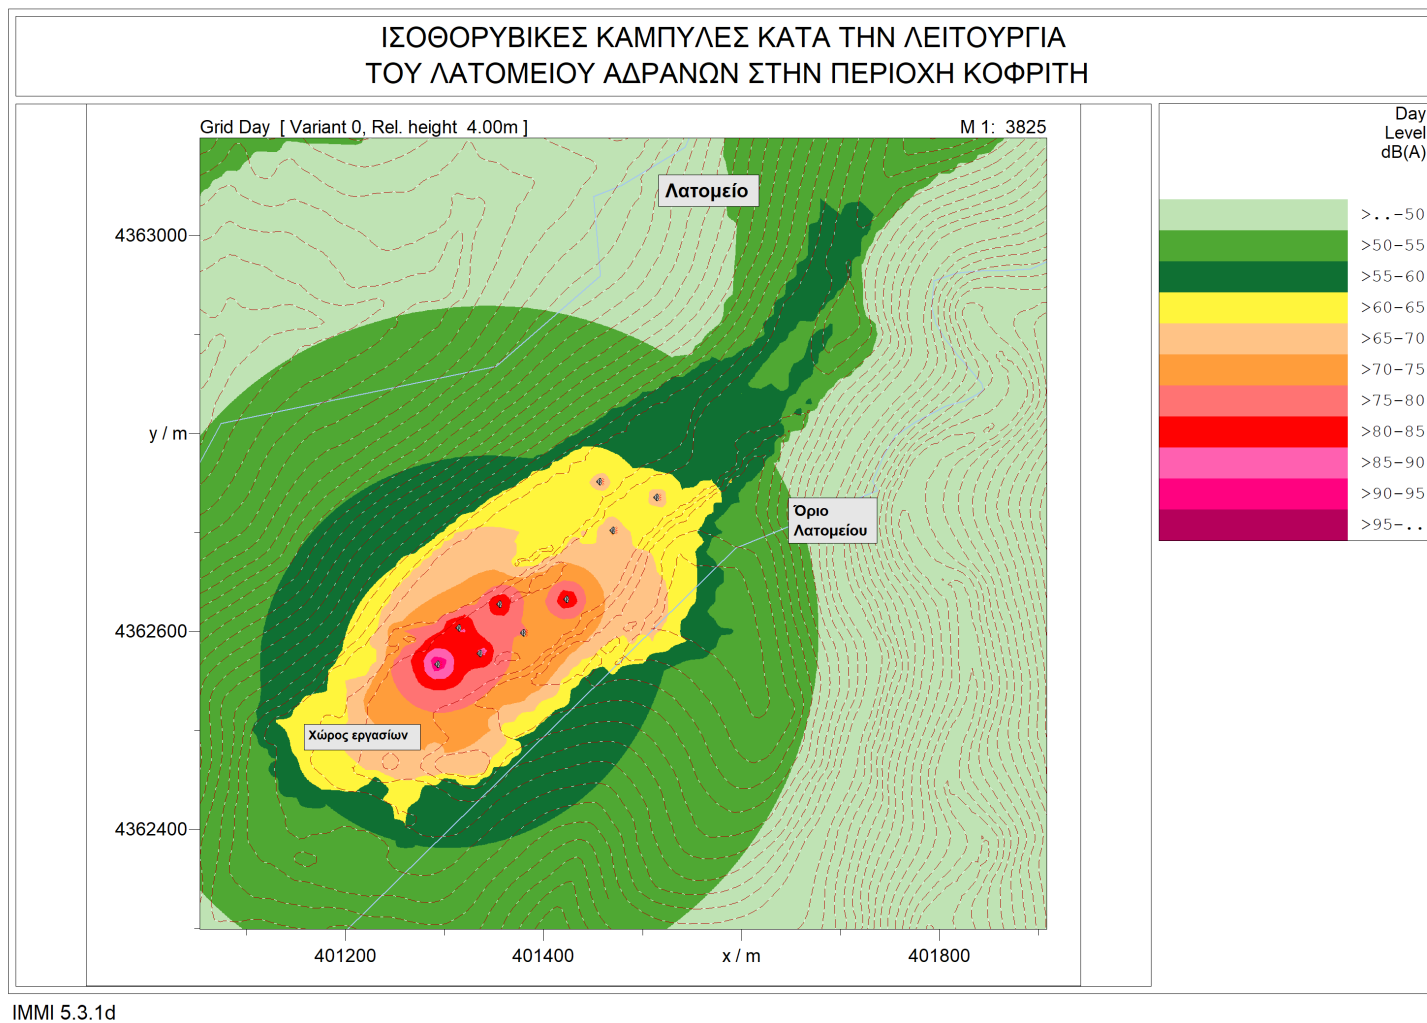 ΙΣΟΘΟΡΥΒΙΚΕΣ ΚΑΜΠΥΛΕΣ ΚΑΤΑ ΤΗΝ ΛΕΙΤΟΥΡΓΙΑ
ΤΟΥ ΛΑΤΟΜΕΙΟΥ ΑΔΡΑΝΩΝ ΣΤΗΝ ΠΕΡΙΟΧΗ ΚΟΦΡΙΤΗ
Grid Day [ Variant 0, Rel. height 4.00m ]
M 1: 3825
Day
Level
dB(A)
Λατομείο
>..-50
4363000
>50-55
>55-60
>60-65
>65-70
>70-75
>75-80
y / m
>80-85
>85-90
>90-95
Όριο
Λατομείου
>95-..
4362600
Χώρος εργασίων
4362400
401200
401400
x / m
401800
IMMI 5.3.1d